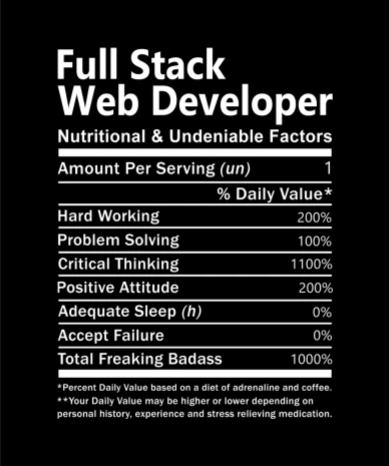 Full Stack
Web Developer
Nutritional & Undeniable Factors
Amount Per Serving (un) 1
% Daily Value*
Hard Working 200%
Problem Solving 100%
Critical Thinking 1100%
Positive Attitude 200%
Adequate Sleep (h) 0%
Accept Failure 0%
Total Freaking Badass 1000%
*Percent Daily Value based on a diet of adrenaline and coffee.
**Your Daily Value may be higher or lower depending on
personal history, experience and stress relieving medication.